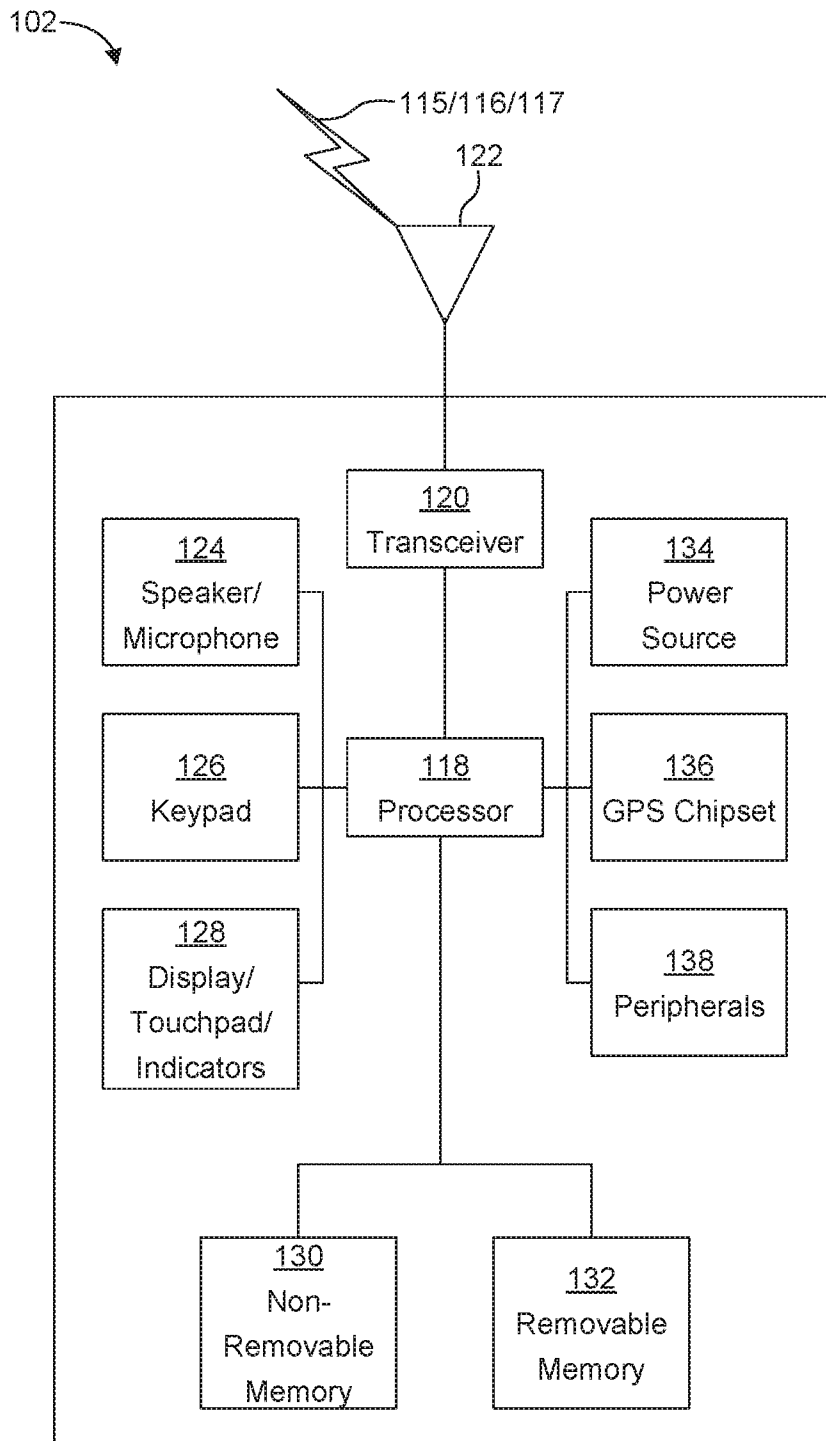 102
115/116/117
122
120
Transceiver
124
Speaker/
Microphone
134
Power
Source
126
Keypad
118
Processor
136
GPS Chipset
128
Display/
Touchpad/
Indicators
138
Peripherals
130
Non-
Removable
Memory
132
Removable
Memory